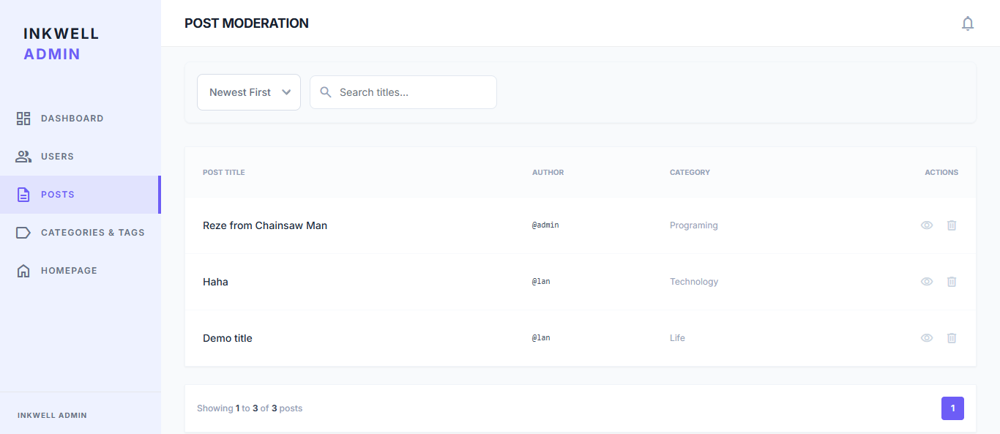 INKWELL
ADMIN
DASHBOARD
USERS
POSTS
CATEGORIES & TAGS
HOMEPAGE
INKWELL ADMIN
POST MODERATION
Newest First
Search titles...
POST TITLE AUTHOR CATEGORY ACTIONS
Reze from Chainsaw Man @admin Programing
Haha @lan Technology
Demo title @lan Life
Showing 1 to 3 of 3 posts
1